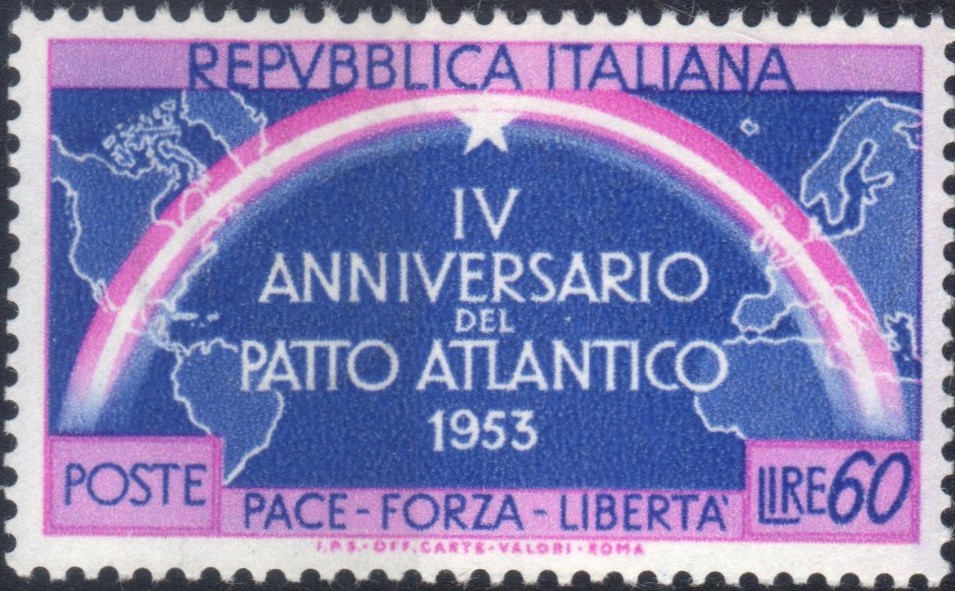 REPVBBLICA ITALIANA
IV
ANNIVERSARIO
DEL
PATTO ATLANTICO
1953
POSTE
PACE - FORZA - LIBERTA'
LIRE 60
I.P.S. - OFF. CARTE - VALORI - ROMA